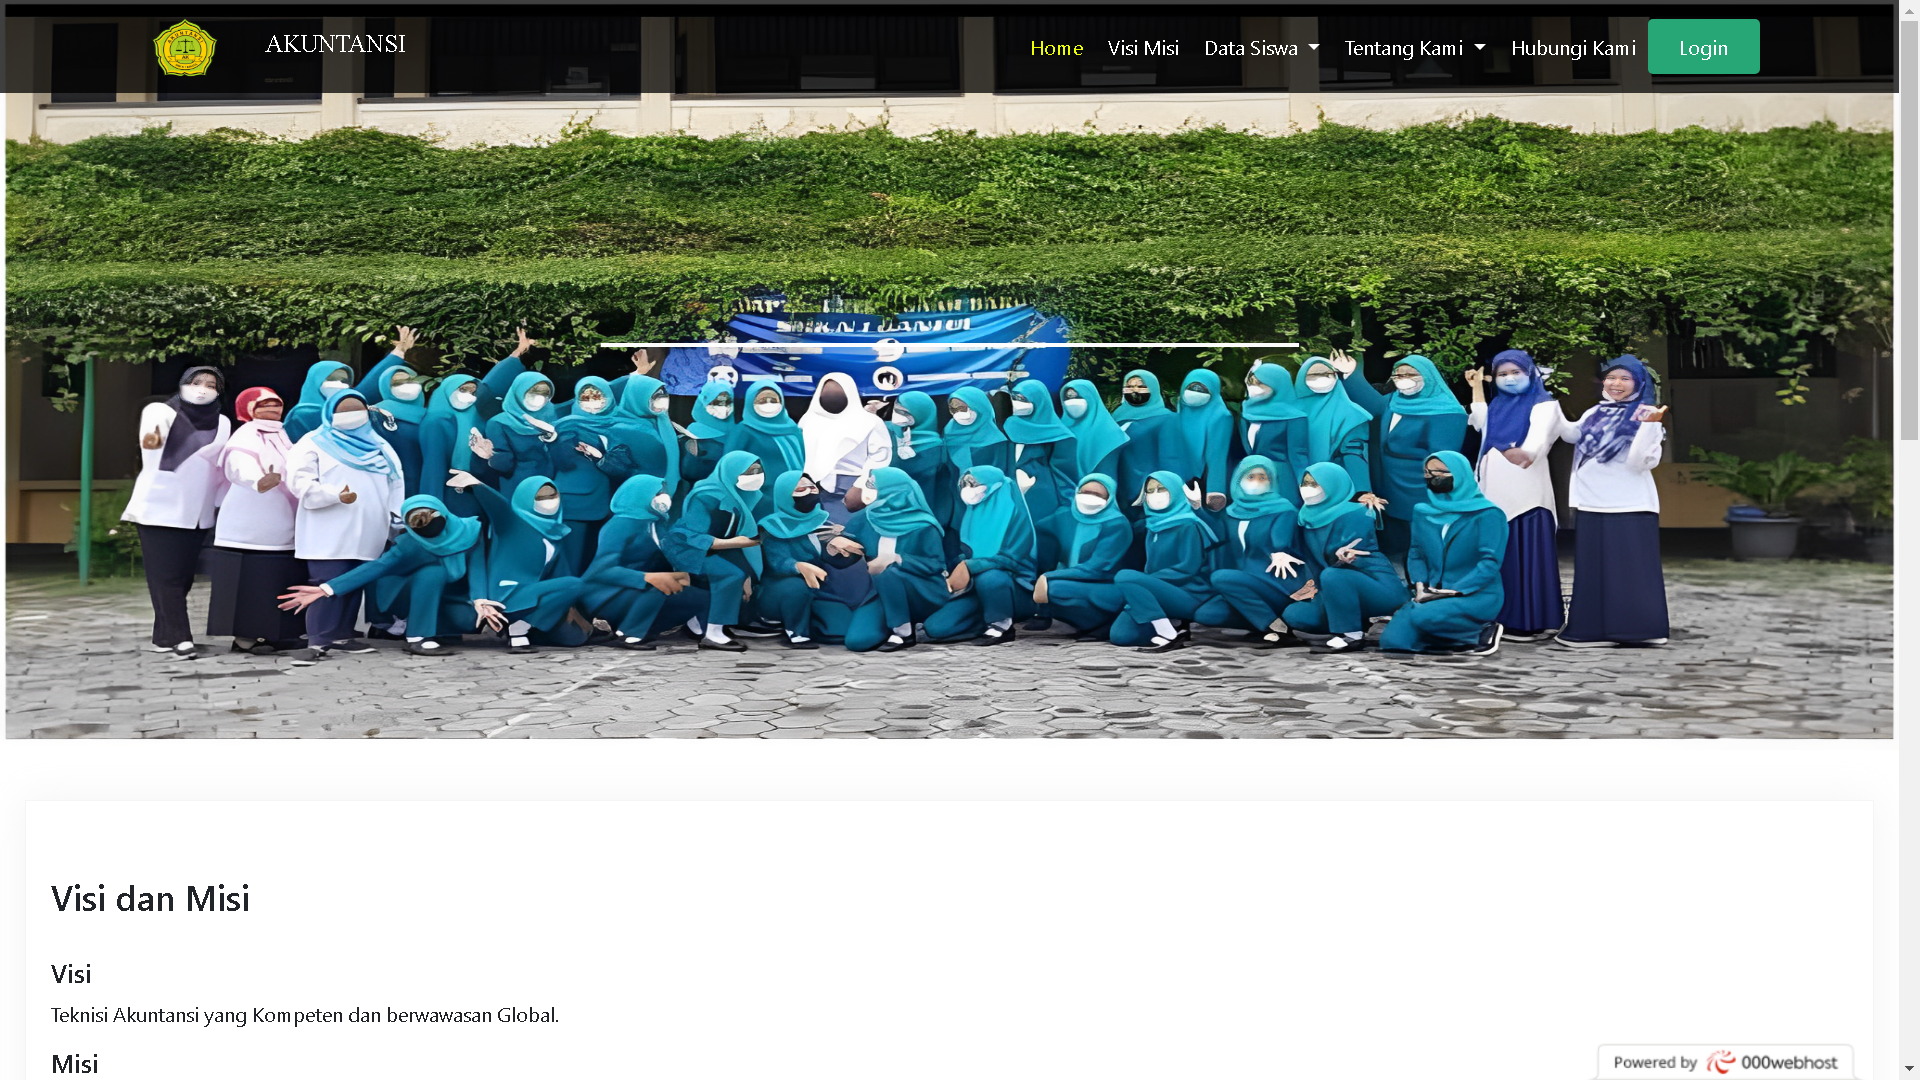 AKUNTANSI
Home Visi Misi Data Siswa Tentang Kami Hubungi Kami Login
Visi dan Misi
Visi
Teknisi Akuntansi yang Kompeten dan berwawasan Global.
Misi
Powered by 000webhost